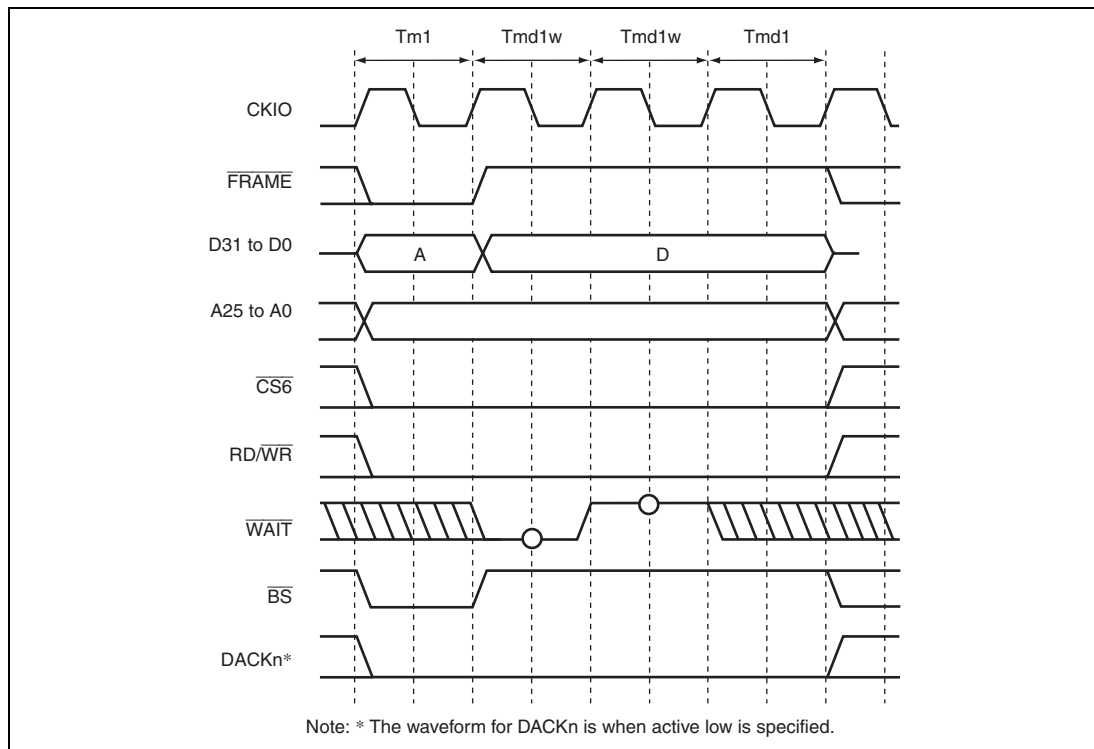 Tm1 Tmd1w Tmd1w Tmd1
CKIO
FRAME
D31 to D0
A D
A25 to A0
CS6
RD/WR
WAIT
BS
DACKn*
Note: * The waveform for DACKn is when active low is specified.